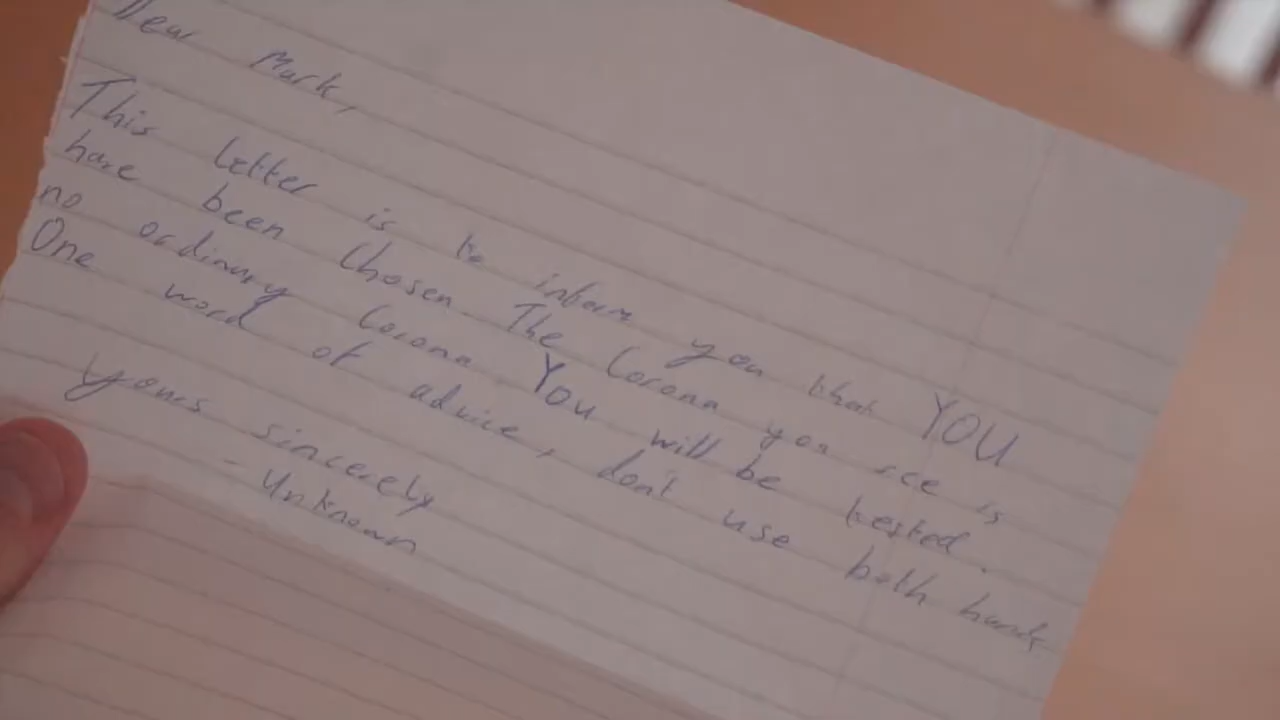 Dear Mark,
This letter is to inform you that YOU
have been Chosen The Corona you see is
no ordinary Corona You will be tested.
One word of advice, don't use both hands
Yours sincerely
- Unknown